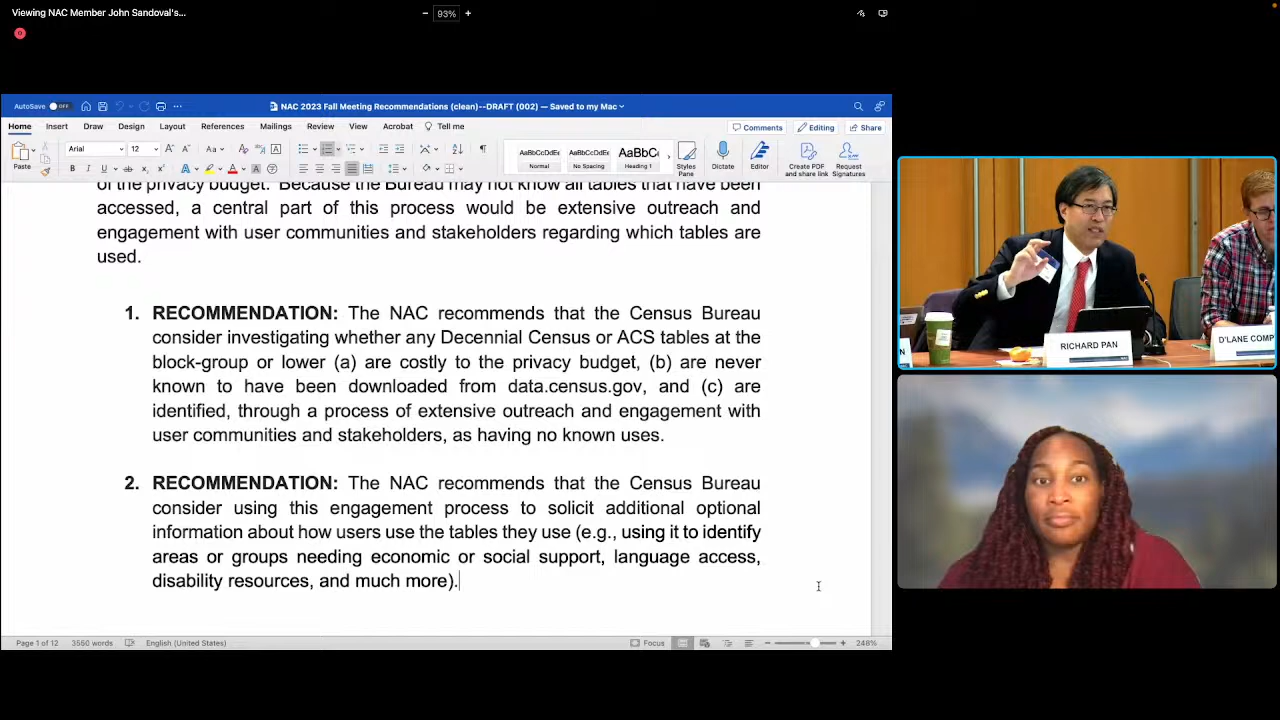 Viewing NAC Member John Sandoval's...
93%
AutoSave OFF
NAC 2023 Fall Meeting Recommendations (clean)--DRAFT (002) — Saved to my Mac
Home Insert Draw Design Layout References Mailings Review View Acrobat Tell me
Comments Editing Share
Paste
Arial 12
AaBbCcDdEe AaBbCcDdEe AaBbC
Normal No Spacing Heading 1
Styles Pane
Dictate
Editor
Create PDF and share link
Request Signatures
of the privacy budget. Because the Bureau may not know all tables that have been
accessed, a central part of this process would be extensive outreach and
engagement with user communities and stakeholders regarding which tables are
used.
1. RECOMMENDATION: The NAC recommends that the Census Bureau
consider investigating whether any Decennial Census or ACS tables at the
block-group or lower (a) are costly to the privacy budget, (b) are never
known to have been downloaded from data.census.gov, and (c) are
identified, through a process of extensive outreach and engagement with
user communities and stakeholders, as having no known uses.
2. RECOMMENDATION: The NAC recommends that the Census Bureau
consider using this engagement process to solicit additional optional
information about how users use the tables they use (e.g., using it to identify
areas or groups needing economic or social support, language access,
disability resources, and much more).
Page 1 of 12 3550 words English (United States)
Focus
248%
RICHARD PAN
D'LANE COMP
N